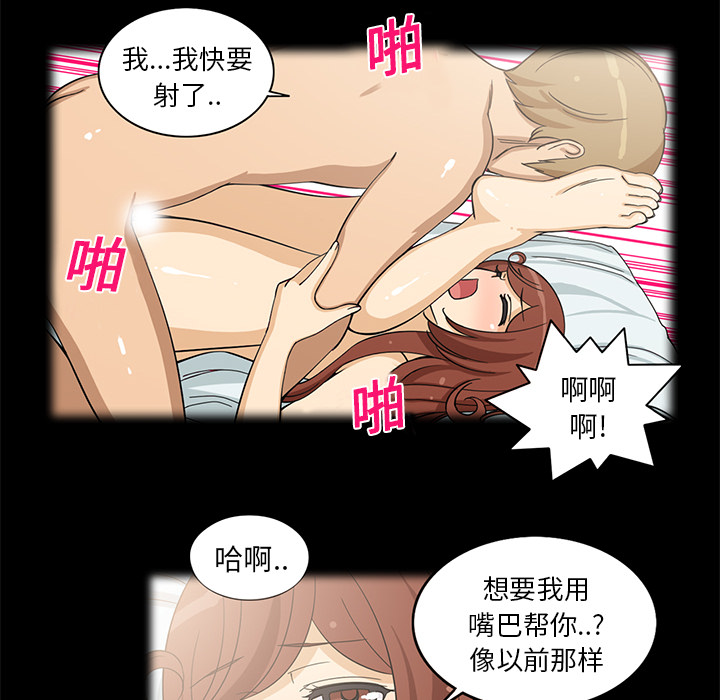 我...我快要
射了..
啪
啪
啪
啊啊
啊!
哈啊..
想要我用
嘴巴帮你..?
像以前那样